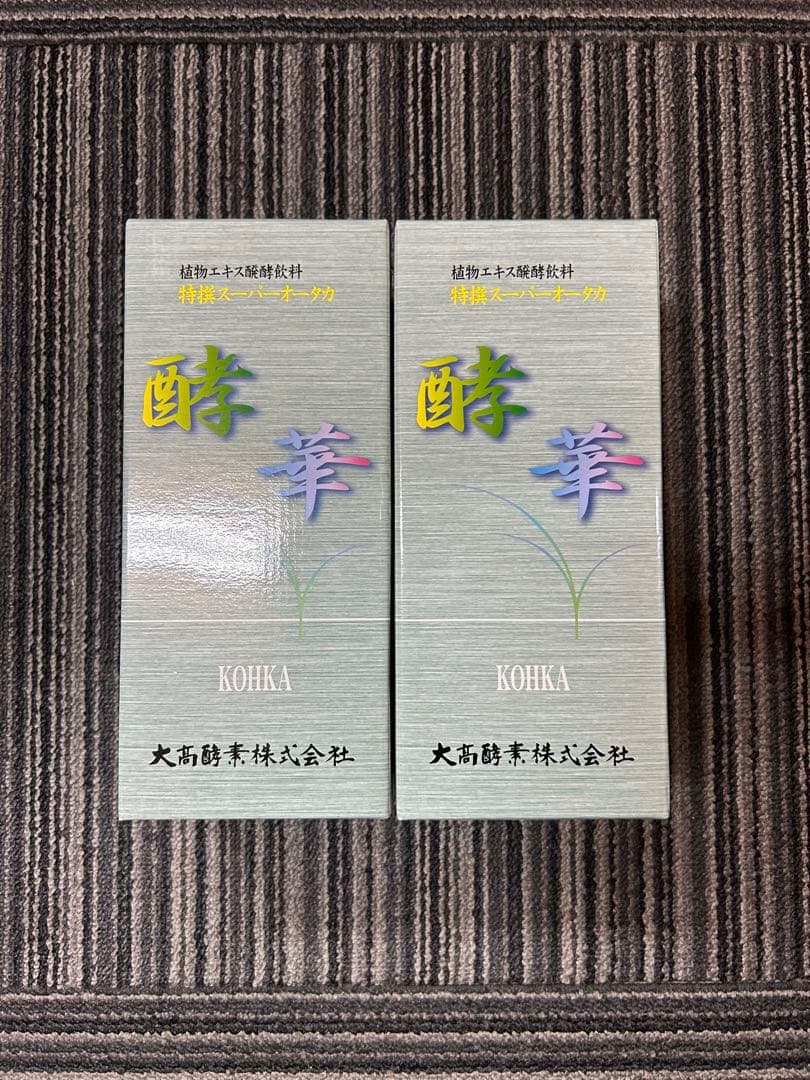 植物エキス醗酵飲料
特撰スーパーオータカ
酵
華
KOHKA
大髙酵素株式会社
植物エキス醗酵飲料
特撰スーパーオータカ
酵
華
KOHKA
大髙酵素株式会社